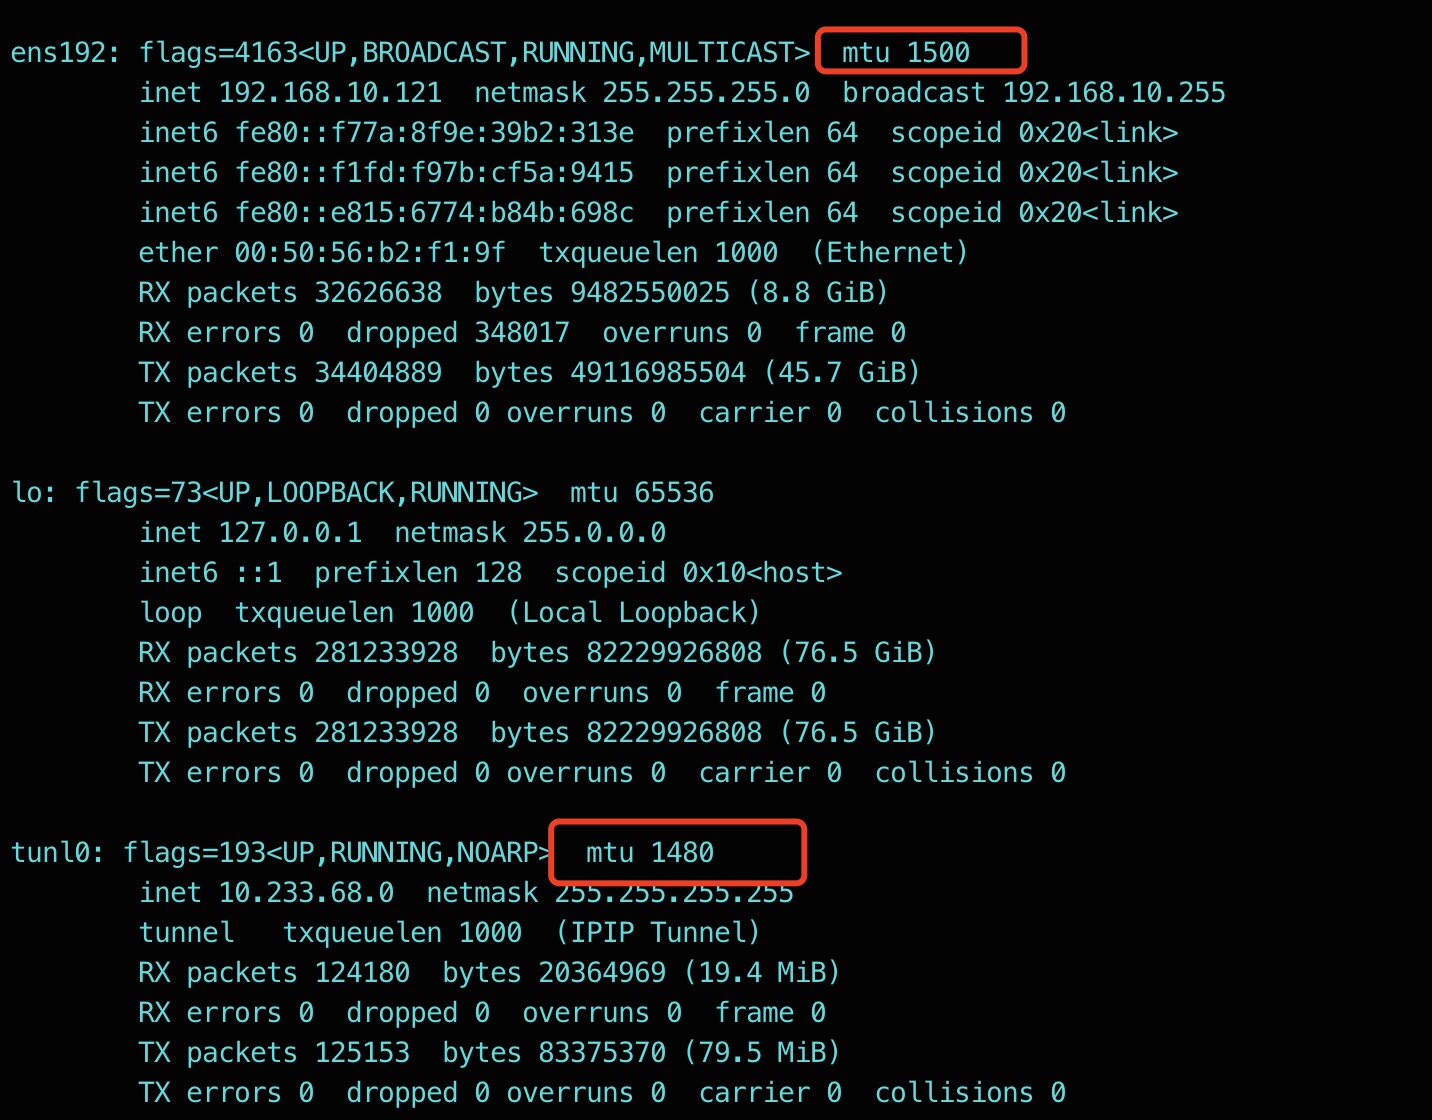 ens192: flags=4163<UP,BROADCAST,RUNNING,MULTICAST>  mtu 1500
        inet 192.168.10.121  netmask 255.255.255.0  broadcast 192.168.10.255
        inet6 fe80::f77a:8f9e:39b2:313e  prefixlen 64  scopeid 0x20<link>
        inet6 fe80::f1fd:f97b:cf5a:9415  prefixlen 64  scopeid 0x20<link>
        inet6 fe80::e815:6774:b84b:698c  prefixlen 64  scopeid 0x20<link>
        ether 00:50:56:b2:f1:9f  txqueuelen 1000  (Ethernet)
        RX packets 32626638  bytes 9482550025 (8.8 GiB)
        RX errors 0  dropped 348017  overruns 0  frame 0
        TX packets 34404889  bytes 49116985504 (45.7 GiB)
        TX errors 0  dropped 0 overruns 0  carrier 0  collisions 0

lo: flags=73<UP,LOOPBACK,RUNNING>  mtu 65536
        inet 127.0.0.1  netmask 255.0.0.0
        inet6 ::1  prefixlen 128  scopeid 0x10<host>
        loop  txqueuelen 1000  (Local Loopback)
        RX packets 281233928  bytes 82229926808 (76.5 GiB)
        RX errors 0  dropped 0  overruns 0  frame 0
        TX packets 281233928  bytes 82229926808 (76.5 GiB)
        TX errors 0  dropped 0 overruns 0  carrier 0  collisions 0

tunl0: flags=193<UP,RUNNING,NOARP>  mtu 1480
        inet 10.233.68.0  netmask 255.255.255.255
        tunnel   txqueuelen 1000  (IPIP Tunnel)
        RX packets 124180  bytes 20364969 (19.4 MiB)
        RX errors 0  dropped 0  overruns 0  frame 0
        TX packets 125153  bytes 83375370 (79.5 MiB)
        TX errors 0  dropped 0 overruns 0  carrier 0  collisions 0